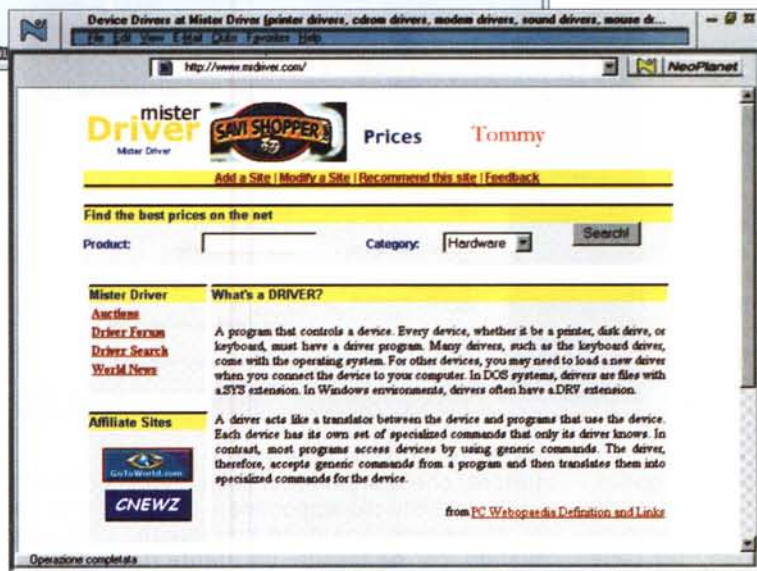 Device Drivers at Mister Driver (printer drivers, cdrom drivers, modem drivers, sound drivers, mouse dr...
File Edit View E-Mail Links Favorites Help
http://www.mrdriver.com/
NeoPlanet
mister
Driver
Mister Driver
SAVI SHOPPER
Prices
Tommy
Add a Site | Modify a Site | Recommend this site | Feedback
Find the best prices on the net
Product:
Category:
Hardware
Search!
Mister Driver
Auctions
Driver Forum
Driver Search
World News
Affiliate Sites
GoToWorld.com
CNEWZ
What's a DRIVER?
A program that controls a device. Every device, whether it be a printer, disk drive, or
keyboard, must have a driver program. Many drivers, such as the keyboard driver,
come with the operating system. For other devices, you may need to load a new driver
when you connect the device to your computer. In DOS systems, drivers are files with
a.SYS extension. In Windows environments, drivers often have a.DRV extension.
A driver acts like a translator between the device and programs that use the device.
Each device has its own set of specialized commands that only its driver knows. In
contrast, most programs access devices by using generic commands. The driver,
therefore, accepts generic commands from a program and then translates them into
specialized commands for the device.
from PC Webopaedia Definition and Links
Operazione completata